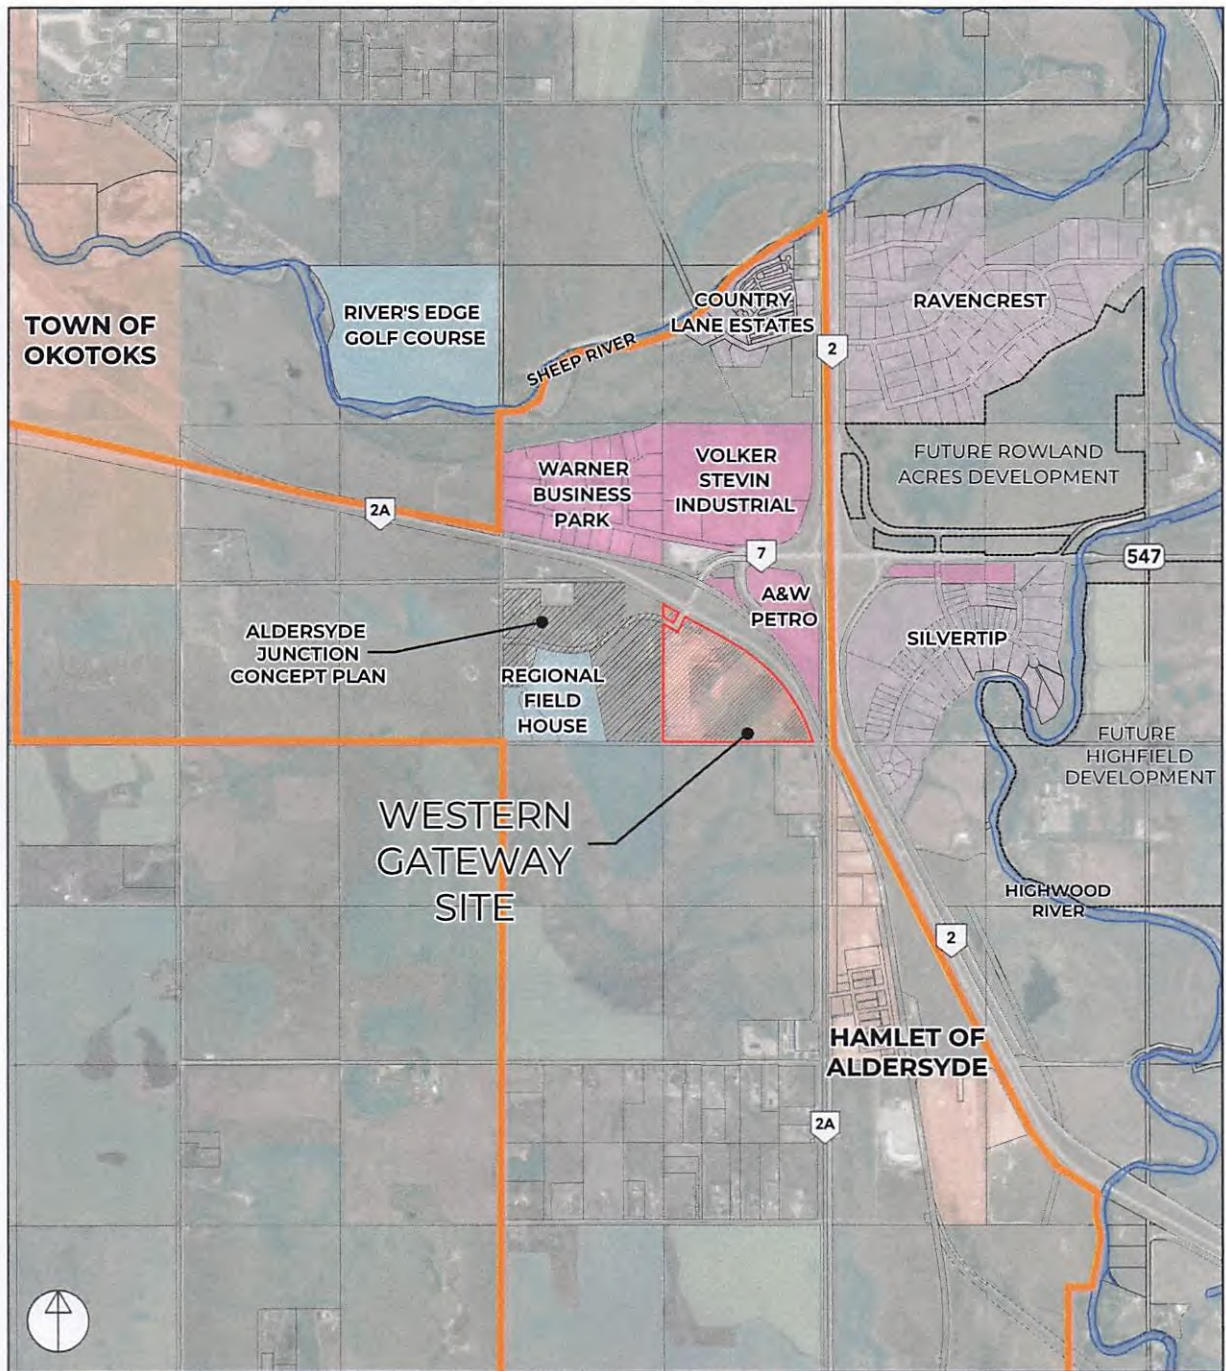 COUNTRY
LANE ESTATES
RAVENCREST
TOWN OF
OKOTOKS
RIVER'S EDGE
GOLF COURSE
SHEEP RIVER
2
WARNER
BUSINESS
PARK
VOLKER
STEVIN
INDUSTRIAL
FUTURE ROWLAND
ACRES DEVELOPMENT
2A
7
547
A&W
PETRO
ALDERSYDE
JUNCTION
CONCEPT PLAN
SILVERTIP
REGIONAL
FIELD
HOUSE
FUTURE
HIGHFIELD
DEVELOPMENT
WESTERN
GATEWAY
SITE
HIGHWOOD
RIVER
2
HAMLET OF
ALDERSYDE
2A